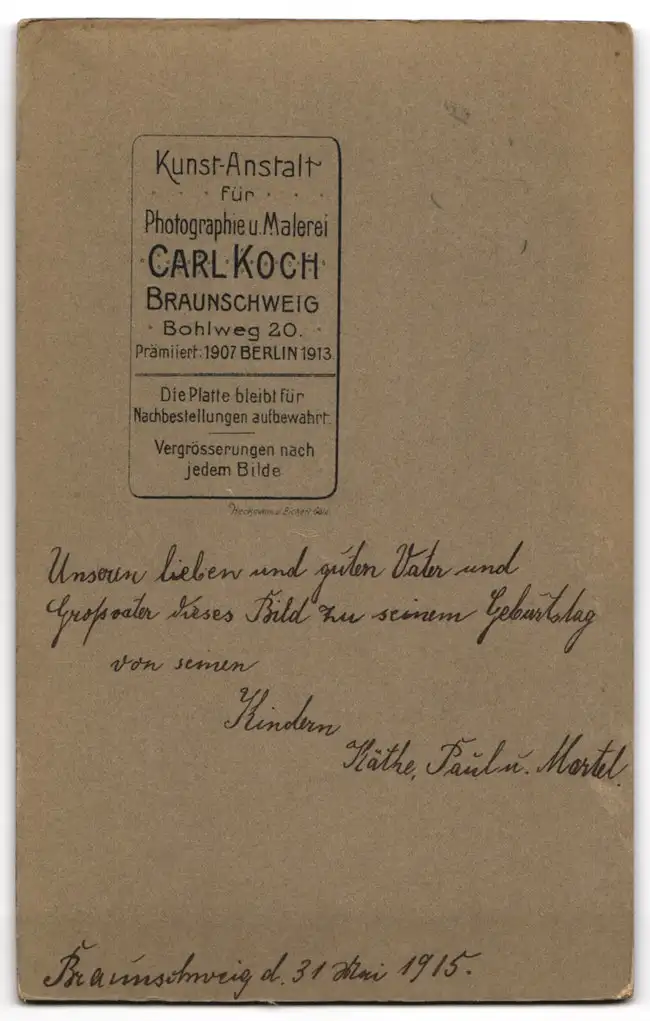 Kunst-Anstalt
für
Photographie u. Malerei
CARL KOCH
BRAUNSCHWEIG
Bohlweg 20.
Prämiiert: 1907 BERLIN 1913.
Die Platte bleibt für
Nachbestellungen aufbewahrt.
Vergrösserungen nach
jedem Bilde
Unseren lieben und guten Vater und
Großvater dieses Bild zu seinem Geburtstag
von seinen
Kindern
Käthe, Paul u. Martel.
Braunschweig d. 31 Mai 1915.